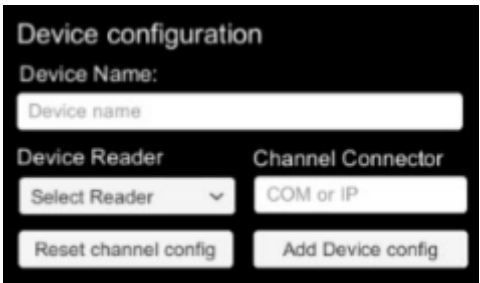 Device configuration
Device Name:
Device name
Device Reader
Channel Connector
Select Reader
COM or IP
Reset channel config
Add Device config